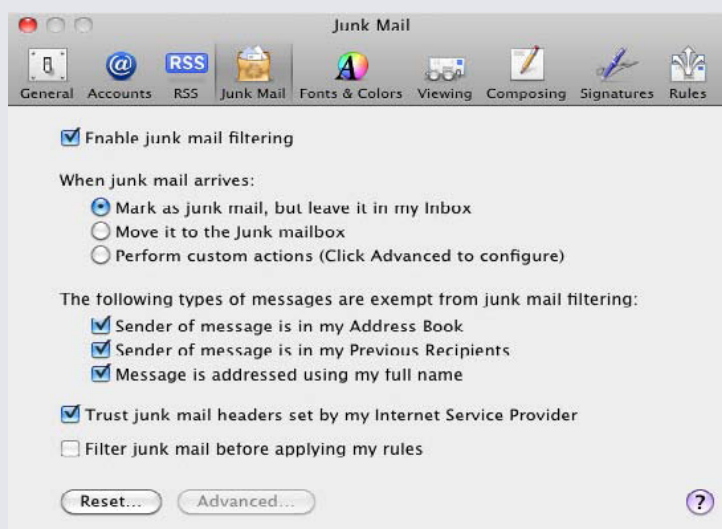 Junk Mail
RSS
General Accounts RSS Junk Mail Fonts & Colors Viewing Composing Signatures Rules
Enable junk mail filtering
When junk mail arrives:
Mark as junk mail, but leave it in my Inbox
Move it to the Junk mailbox
Perform custom actions (Click Advanced to configure)
The following types of messages are exempt from junk mail filtering:
Sender of message is in my Address Book
Sender of message is in my Previous Recipients
Message is addressed using my full name
Trust junk mail headers set by my Internet Service Provider
Filter junk mail before applying my rules
Reset... Advanced... ?